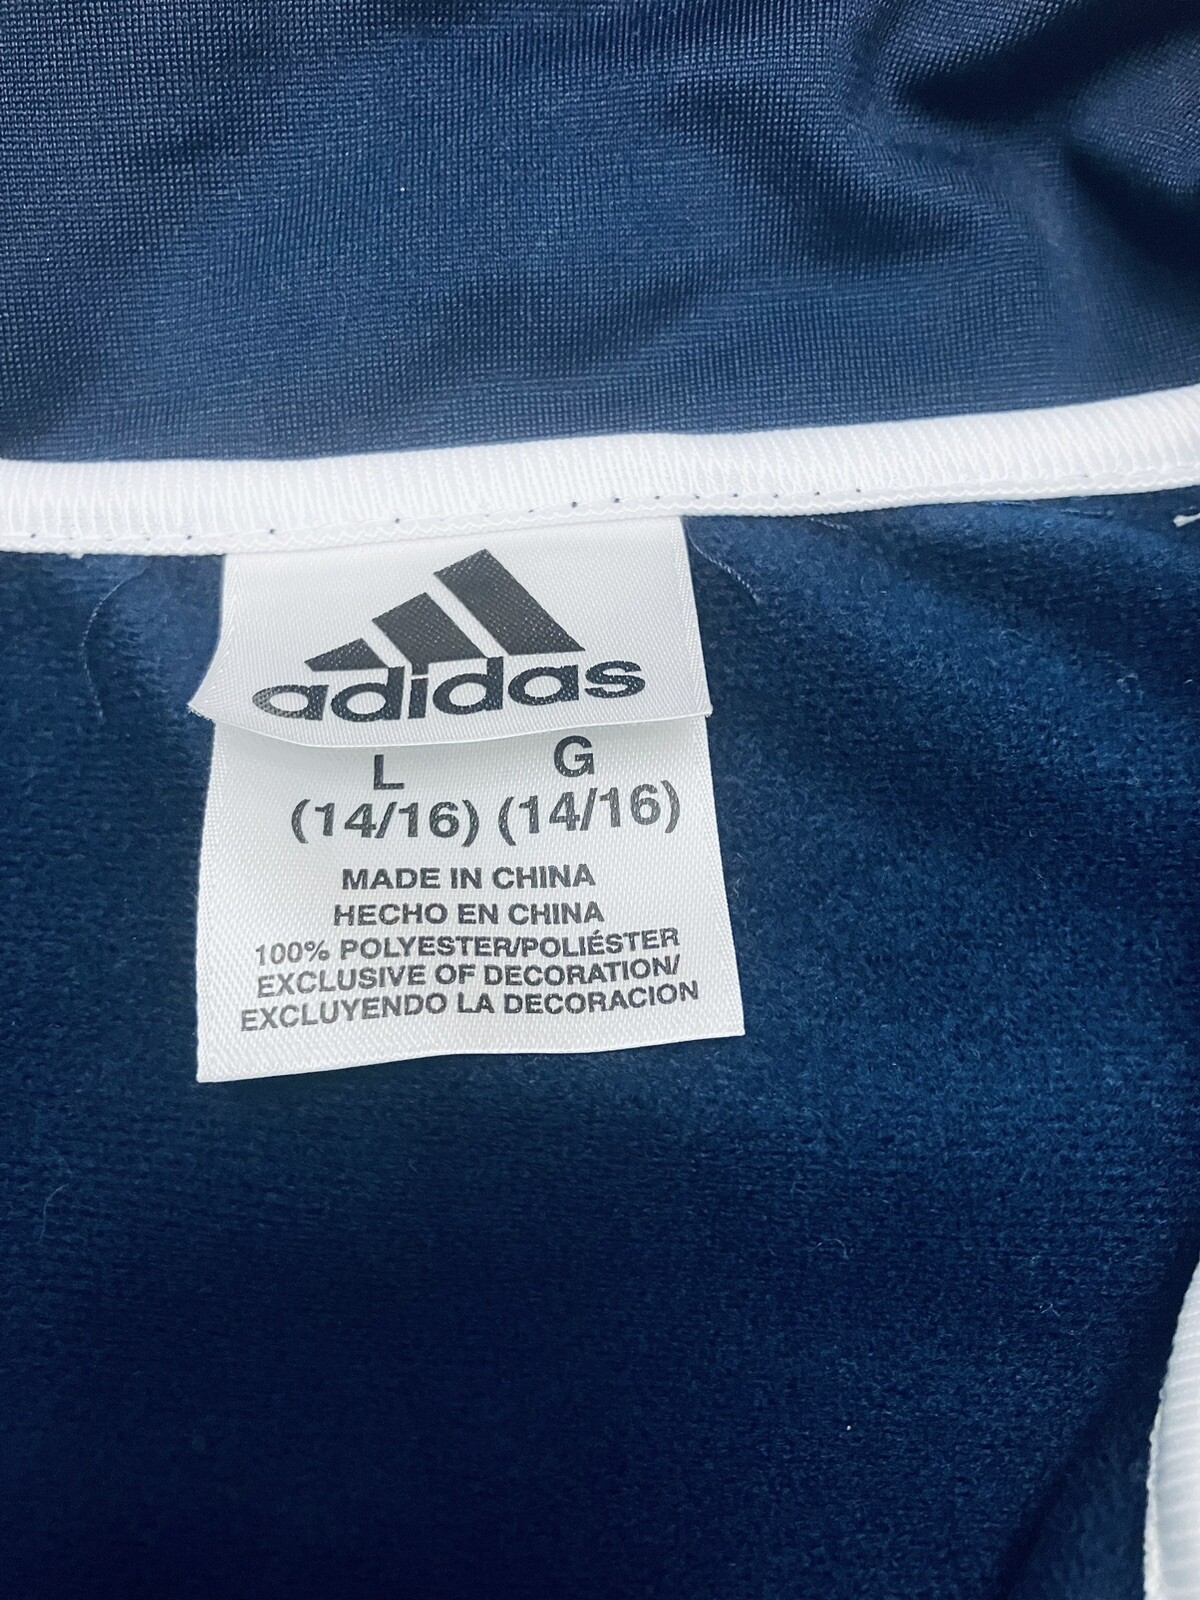 adidas
L G
(14/16) (14/16)
MADE IN CHINA
HECHO EN CHINA
100% POLYESTER/POLIÉSTER
EXCLUSIVE OF DECORATION/
EXCLUYENDO LA DECORACION